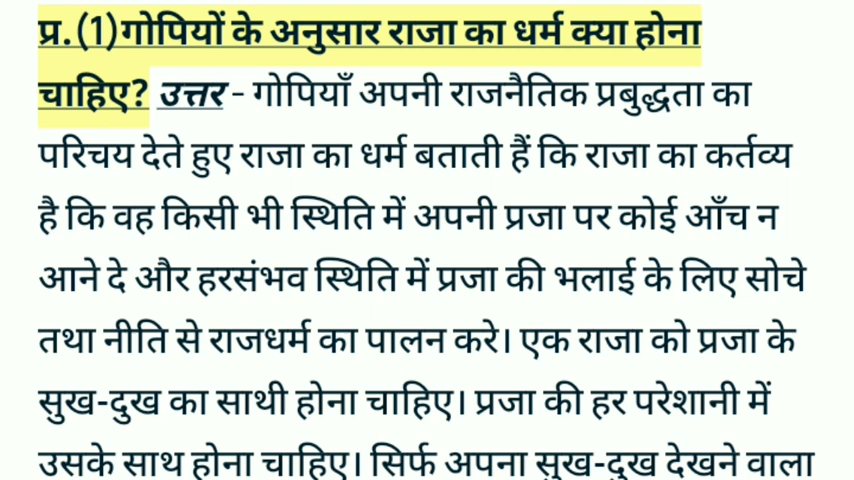 प्र.(1)गोपियों के अनुसार राजा का धर्म क्या होना
चाहिए? उत्तर - गोपियाँ अपनी राजनैतिक प्रबुद्धता का
परिचय देते हुए राजा का धर्म बताती हैं कि राजा का कर्तव्य
है कि वह किसी भी स्थिति में अपनी प्रजा पर कोई आँच न
आने दे और हरसंभव स्थिति में प्रजा की भलाई के लिए सोचे
तथा नीति से राजधर्म का पालन करे। एक राजा को प्रजा के
सुख-दुख का साथी होना चाहिए। प्रजा की हर परेशानी में
उसके साथ होना चाहिए। सिर्फ अपना सुख-दुख देखने वाला